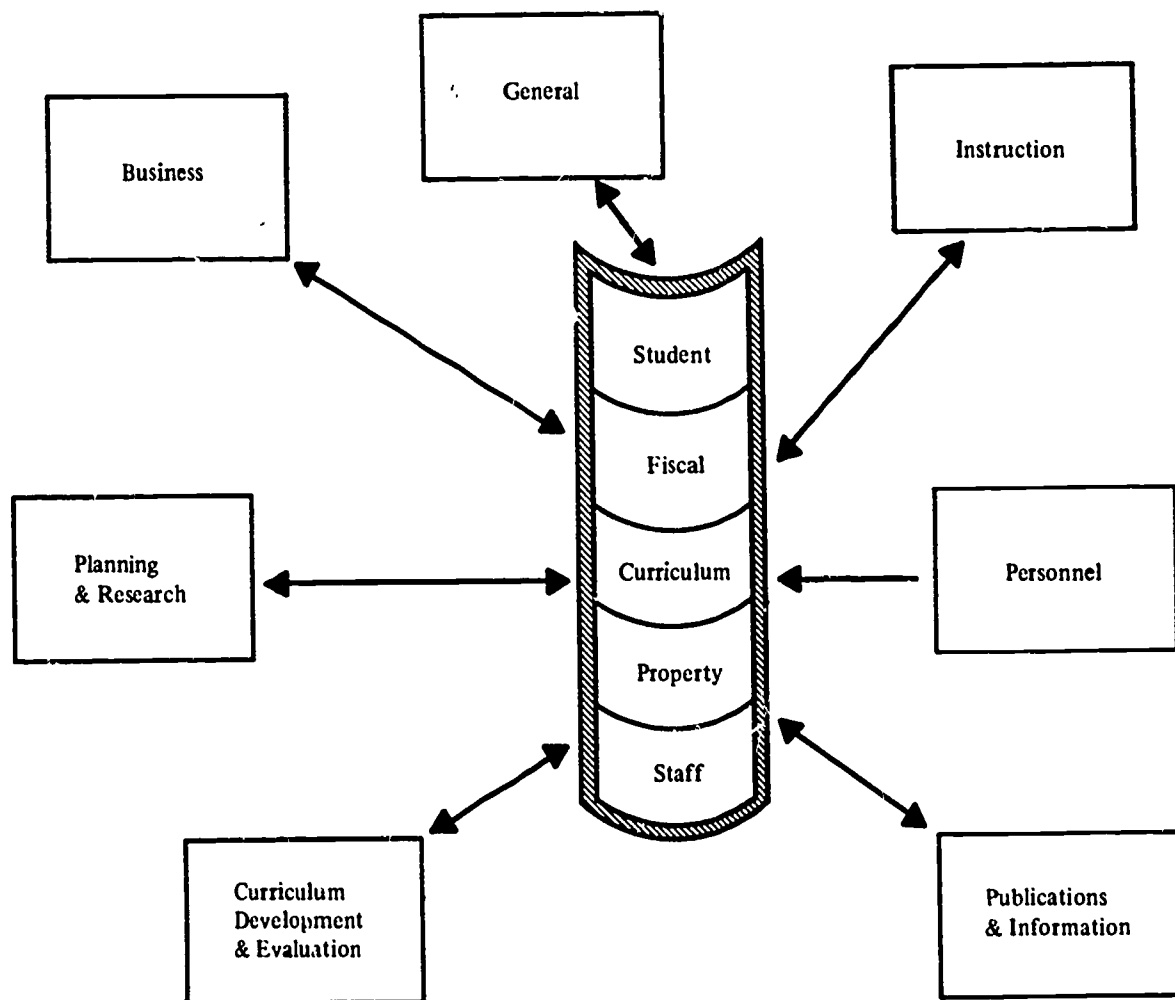 General
Business
Instruction
Student
Fiscal
Planning
& Research
Curriculum
Personnel
Property
Staff
Curriculum
Development
& Evaluation
Publications
& Information